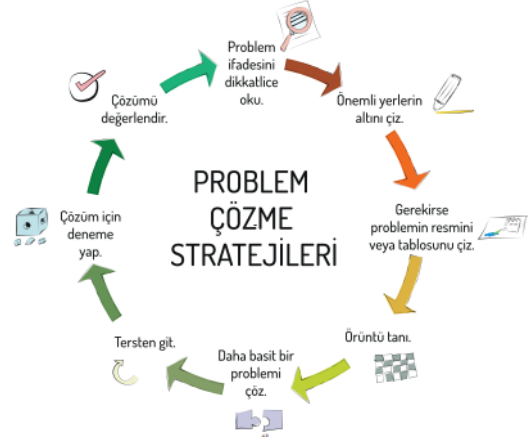 Problem
ifadesini
dikkatlice
oku.
Önemli yerlerin
altını çiz.
Gerekirse
problemin resmini
veya tablosunu çiz.
Örüntü tanı.
Daha basit bir
problemi
çöz.
Tersten git.
Çözüm için
deneme
yap.
Çözümü
değerlendir.
PROBLEM
ÇÖZME
STRATEJİLERİ